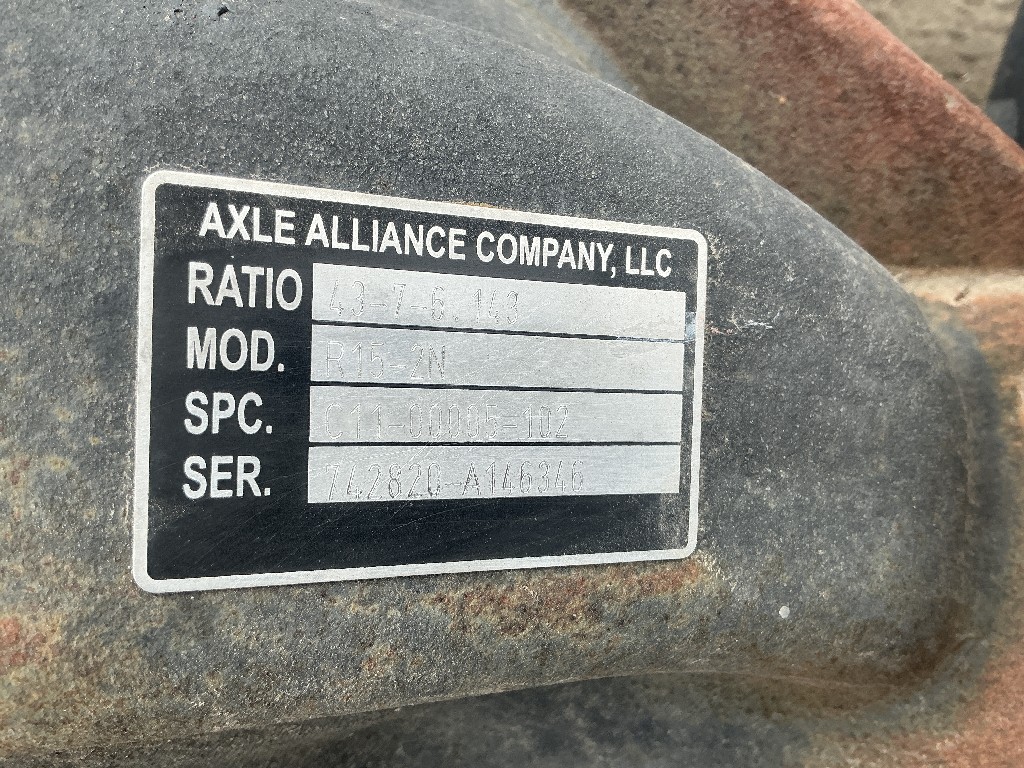 AXLE ALLIANCE COMPANY, LLC
RATIO 43-7-6.143
MOD. R15-2N
SPC. C11-00005-102
SER. 742820-A146346